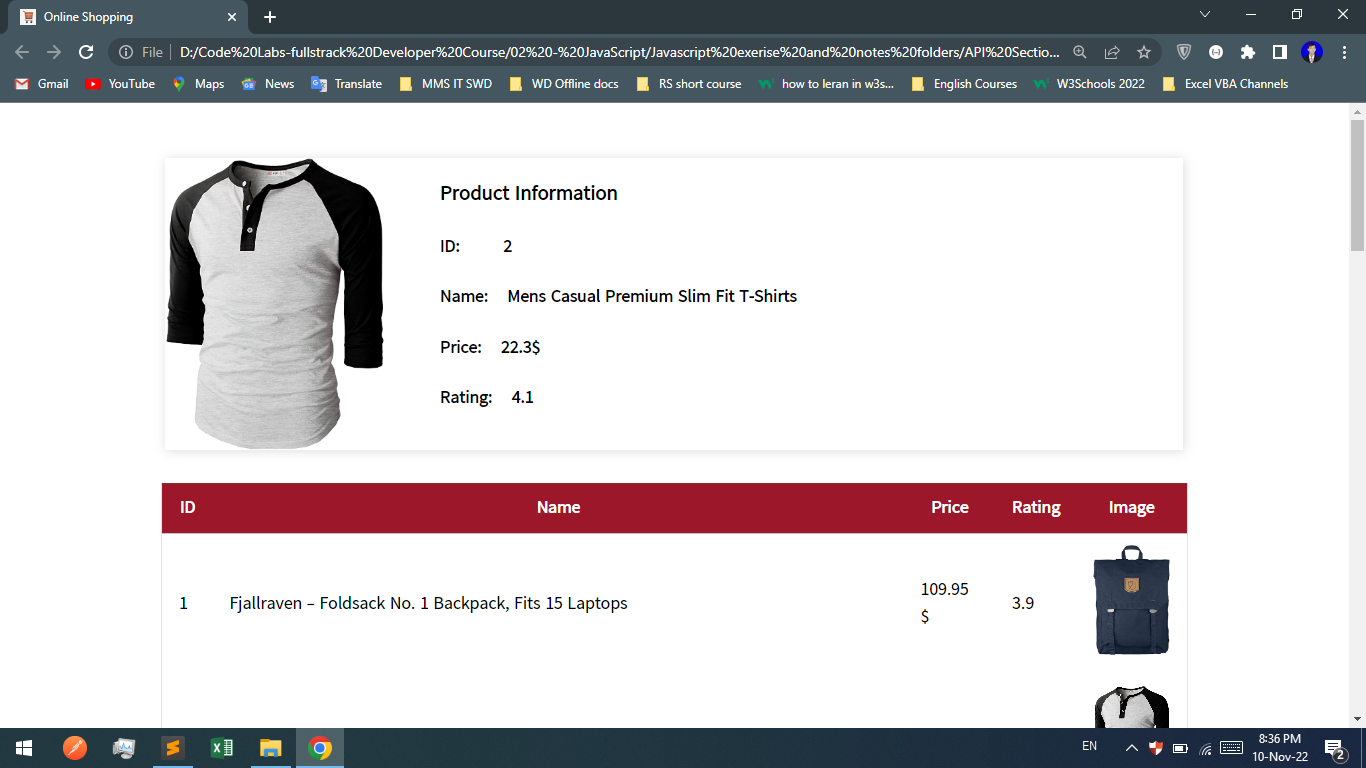 Online Shopping
File
D:/Code%20Labs-fullstrack%20Developer%20Course/02%20-%20JavaScript/Javascript%20exerise%20and%20notes%20folders/API%20Sectio...
Gmail YouTube Maps News Translate MMS IT SWD WD Offline docs RS short course how to leran in w3s... English Courses W3Schools 2022 Excel VBA Channels
Product Information
ID: 2
Name: Mens Casual Premium Slim Fit T-Shirts
Price: 22.3$
Rating: 4.1
ID Name Price Rating Image
1 Fjallraven – Foldsack No. 1 Backpack, Fits 15 Laptops 109.95
$ 3.9
EN
8:36 PM
10-Nov-22
2